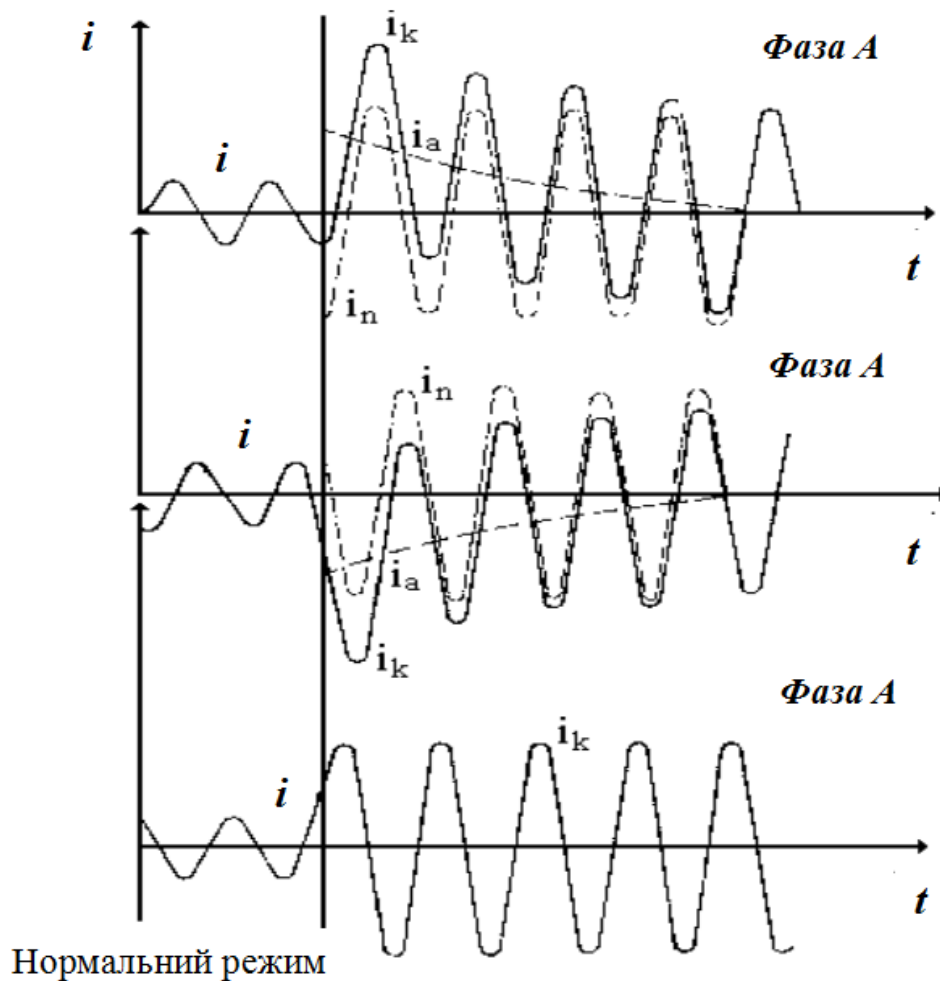 i
i_k
Фаза А
i
i_a
i_n
t
Фаза А
i_n
i
i_a
t
i_k
Фаза А
i_k
i
t
Нормальний режим